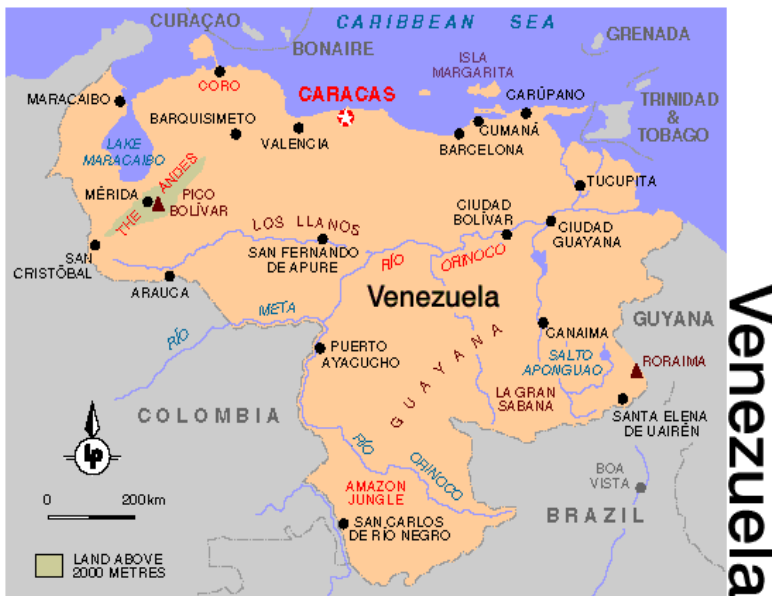 CURAÇAO
CARIBBEAN SEA
BONAIRE
GRENADA
ISLA
MARGARITA
CORO
MARACAIBO
CARACAS
CARÚPANO
TRINIDAD
&
TOBAGO
BARQUISIMETO
VALENCIA
CUMANÁ
BARCELONA
LAKE
MARACAIBO
TUCUPITA
MÉRIDA
THE ANDES
PICO
BOLÍVAR
CIUDAD
BOLÍVAR
LOS LLANOS
CIUDAD
GUAYANA
SAN
CRISTÖBAL
SAN FERNANDO
DE APURE
RÍO ORINOCO
ARAUCA
Venezuela
RÍO META
GUYANA
CANAIMA
PUERTO
AYACUCHO
GUAYANA
SALTO
APONGUAO
RORAIMA
LA GRAN
SABANA
COLOMBIA
SANTA ELENA
DE UAIRÉN
Lp
RÍO ORINOCO
BOA
VISTA
0 200km
AMAZON
JUNGLE
BRAZIL
SAN CARLOS
DE RÍO NEGRO
LAND ABOVE
2000 METRES
Venezuela